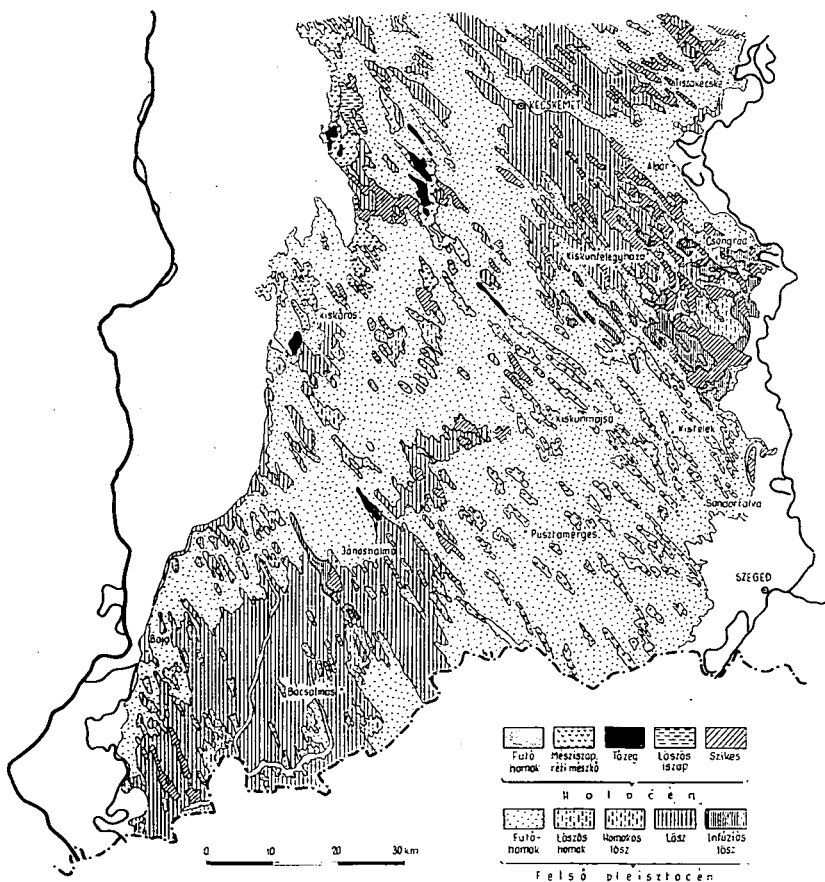 Tiszakécske
KECSKEMÉT
Alpár
Csongrád
Kiskunfélegyháza
Kiskőrös
Kiskunmajsa
Kistelek
Sándorfalva
Pusztamérges
Jánoshalma
SZEGED
Baja
Bácsalmás
Futó homok
Mésziszap, réti mészkő
Tőzeg
Löszös iszap
Szikes
Holocén
Futó-homok
Löszös homok
Homokos lösz
Lösz
Infúziós lösz
Felső pleisztocén
0 10 20 30 km